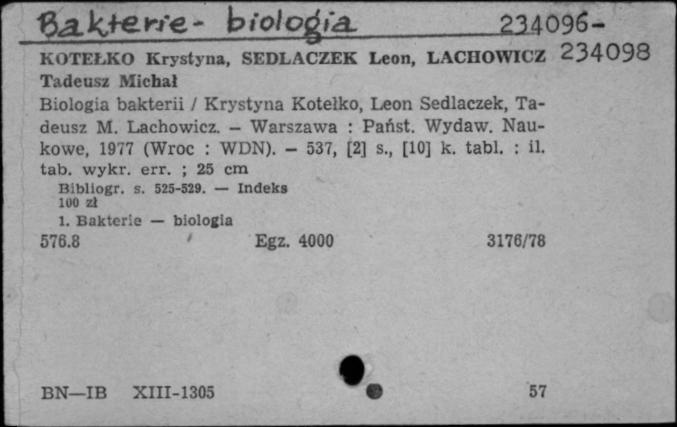 Bakterie - biologia 234096-
234098
KOTEŁKO Krystyna, SEDLACZEK Leon, LACHOWICZ
Tadeusz Michał
Biologia bakterii / Krystyna Kotełko, Leon Sedlaczek, Ta-
deusz M. Lachowicz. — Warszawa : Państ. Wydaw. Nau-
kowe, 1977 (Wroc : WDN). — 537, [2] s., [10] k. tabl. : il.
tab. wykr. err. ; 25 cm
Bibliogr. s. 525-529. — Indeks
100 zł
1. Bakterie — biologia
576.8 Egz. 4000 3176/78
BN—IB XIII-1305 57